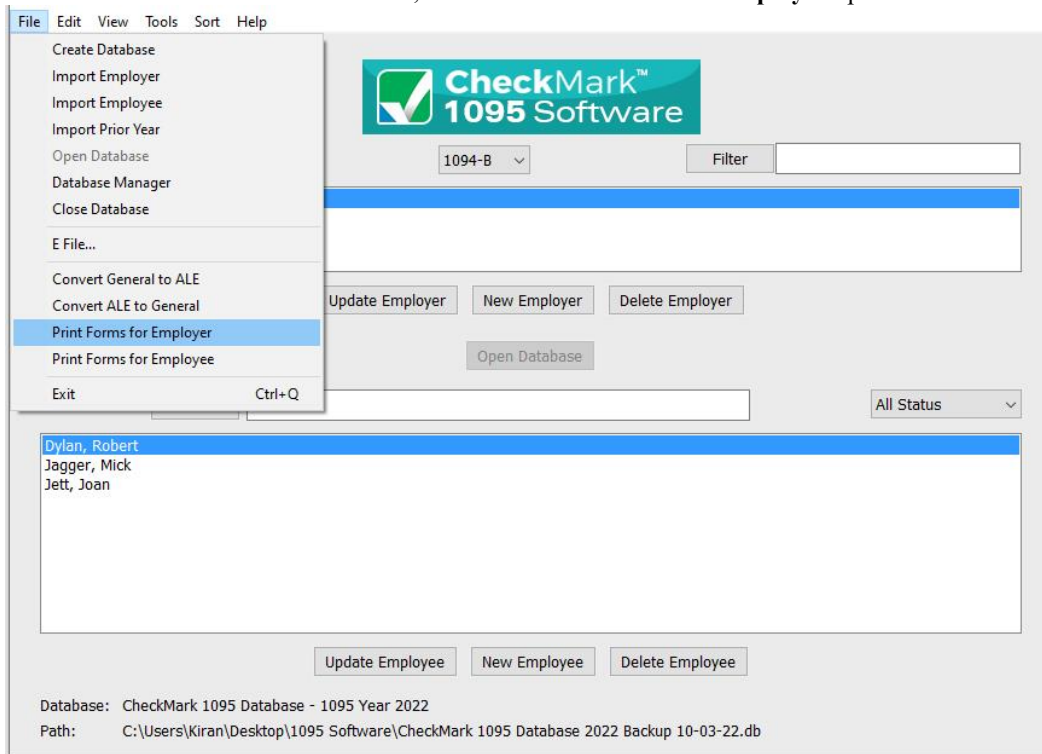 File Edit View Tools Sort Help
Create Database
Import Employer
Import Employee
Import Prior Year
Open Database
Database Manager
Close Database
E File...
Convert General to ALE
Convert ALE to General
Print Forms for Employer
Print Forms for Employee
Exit Ctrl+Q
CheckMark™
1095 Software
1094-B Filter
Update Employer New Employer Delete Employer
Open Database
All Status
Dylan, Robert
Jagger, Mick
Jett, Joan
Update Employee New Employee Delete Employee
Database: CheckMark 1095 Database - 1095 Year 2022
Path: C:\Users\Kiran\Desktop\1095 Software\CheckMark 1095 Database 2022 Backup 10-03-22.db